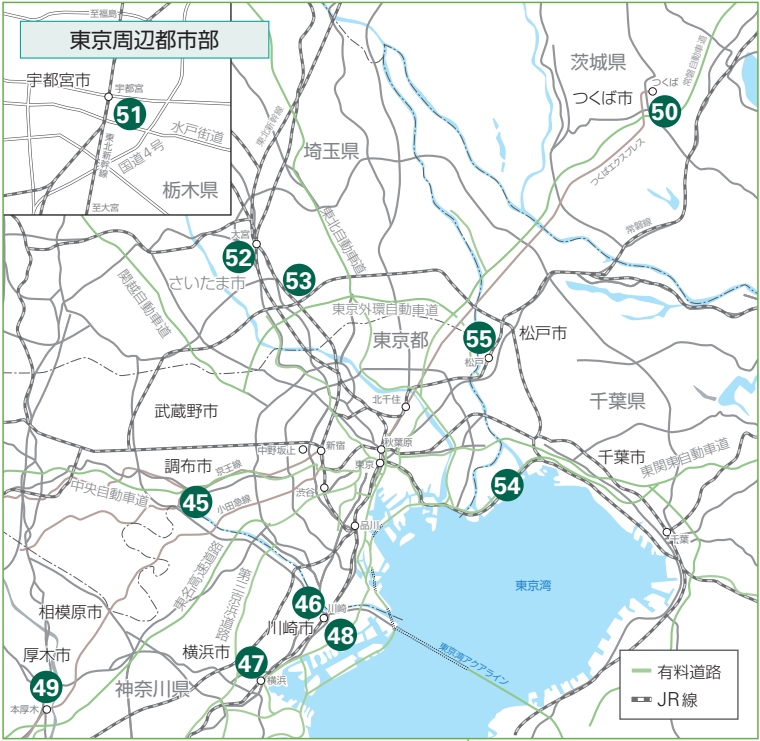 至福島
東京周辺都市部
宇都宮市
宇都宮
51
水戸街道
東北新幹線
国道4号
栃木県
至大宮
茨城県
常磐自動車道
つくば
つくば市
50
つくばエクスプレス
東北新幹線
埼玉県
東北自動車道
常磐線
大宮
52
さいたま市
53
関越自動車道
東京外環自動車道
東京都
55
松戸市
松戸
北千住
武蔵野市
千葉県
中野坂上
新宿
秋葉原
調布市
京王線
東京
千葉市
東関東自動車道
中央自動車道
45
小田急線
渋谷
54
品川
千葉
東名高速道路
第三京浜道路
東京湾
相模原市
46
川崎
川崎市
48
厚木市
横浜市
47
横浜
東京湾アクアライン
49
神奈川県
本厚木
有料道路
JR線